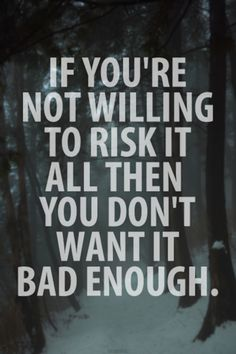 IF YOU'RE
NOT WILLING
TO RISK IT
ALL THEN
YOU DON'T
WANT IT
BAD ENOUGH.